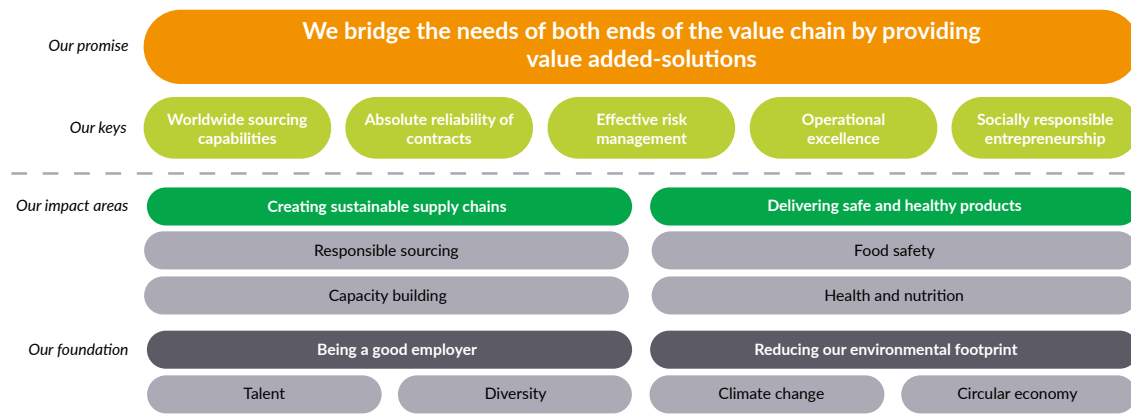 Our promise
We bridge the needs of both ends of the value chain by providing
value added-solutions
Our keys
Worldwide sourcing
capabilities
Absolute reliability of
contracts
Effective risk
management
Operational
excellence
Socially responsible
entrepreneurship
Our impact areas
Creating sustainable supply chains
Delivering safe and healthy products
Responsible sourcing
Food safety
Capacity building
Health and nutrition
Our foundation
Being a good employer
Reducing our environmental footprint
Talent
Diversity
Climate change
Circular economy